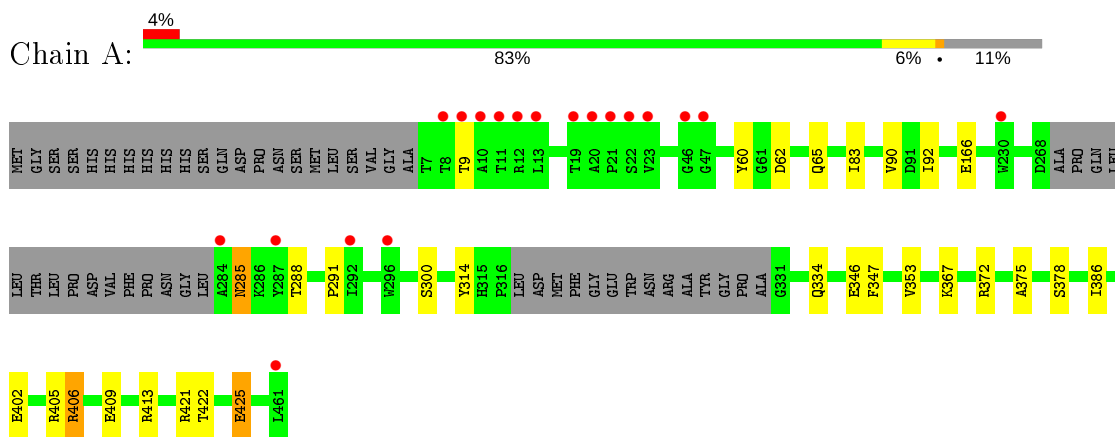 4%
Chain A:
83% 6% • 11%
MET GLY SER SER HIS HIS HIS HIS HIS HIS SER GLN ASP PRO ASN SER MET LEU SER VAL GLY ALA T7 T8 T9 A10 T11 R12 L13 T19 A20 P21 S22 V23 G46 G47 Y60 G61 D62 Q65 I83 V90 D91 I92 E166 W230 D268 ALA PRO GLN LEU
LEU THR LEU PRO ASP VAL PHE PRO ASN GLY LEU A284 N285 K286 Y287 T288 P291 I292 W296 S300 Y314 H315 P316 LEU ASP MET PHE GLY GLU TRP ASN ARG ALA TYR GLY PRO ALA G331 Q334 E346 F347 V353 K367 R372 A375 S378 I386
E402 R405 R406 E409 R413 R421 T422 E425 L461